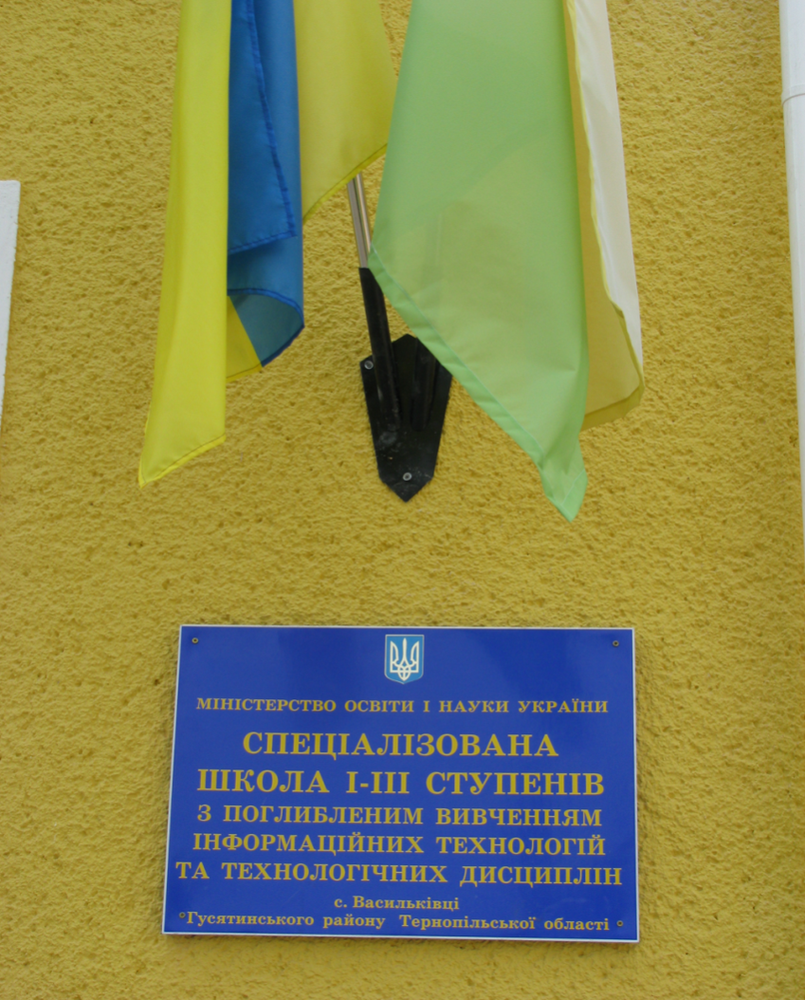 МІНІСТЕРСТВО ОСВІТИ І НАУКИ УКРАЇНИ
СПЕЦІАЛІЗОВАНА
ШКОЛА І-ІІІ СТУПЕНІВ
З ПОГЛИБЛЕНИМ ВИВЧЕННЯМ
ІНФОРМАЦІЙНИХ ТЕХНОЛОГІЙ
ТА ТЕХНОЛОГІЧНИХ ДИСЦИПЛІН
с. Васильківці
Гусятинського району Тернопільської області